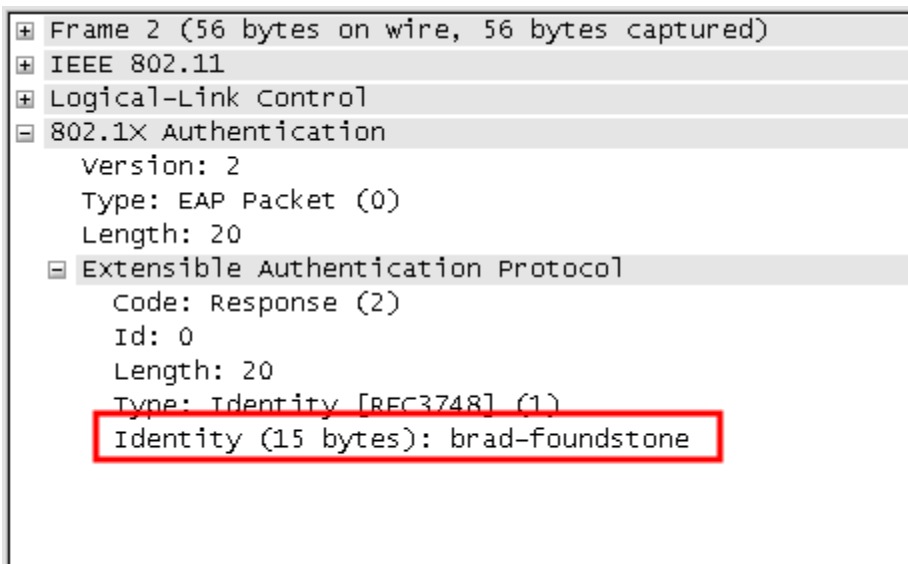 Frame 2 (56 bytes on wire, 56 bytes captured)
IEEE 802.11
Logical-Link Control
802.1X Authentication
Version: 2
Type: EAP Packet (0)
Length: 20
Extensible Authentication Protocol
Code: Response (2)
Id: 0
Length: 20
Type: Identity [RFC3748] (1)
Identity (15 bytes): brad-foundstone